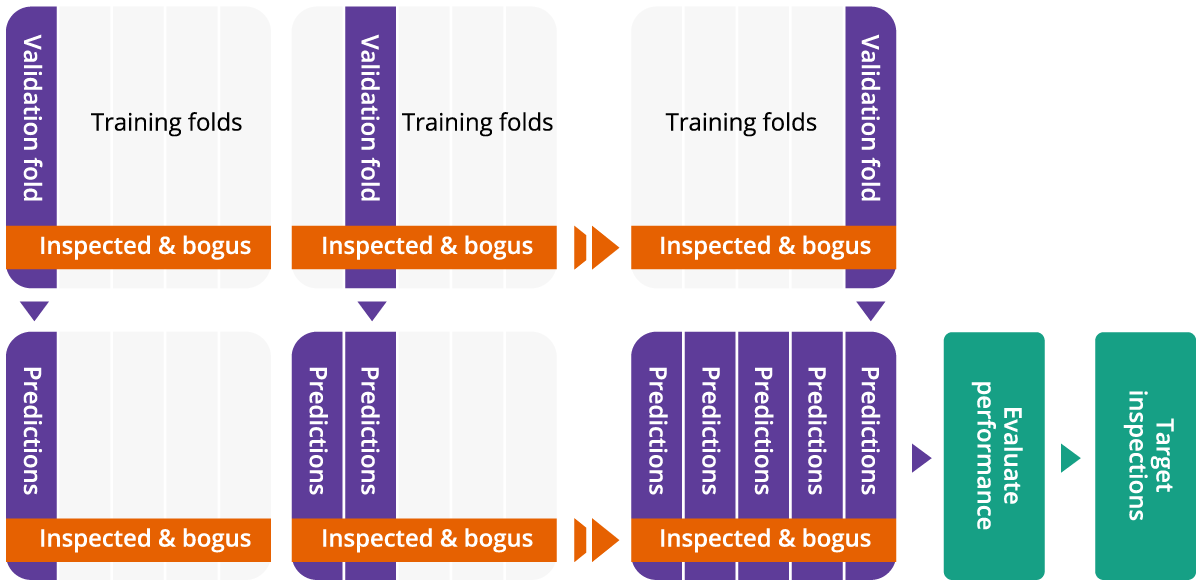 Validation fold
Training folds
Inspected & bogus
Validation fold
Training folds
Inspected & bogus
Training folds
Validation fold
Inspected & bogus
Predictions
Inspected & bogus
Predictions
Predictions
Inspected & bogus
Predictions
Predictions
Predictions
Predictions
Predictions
Inspected & bogus
Evaluate
performance
Target
inspections